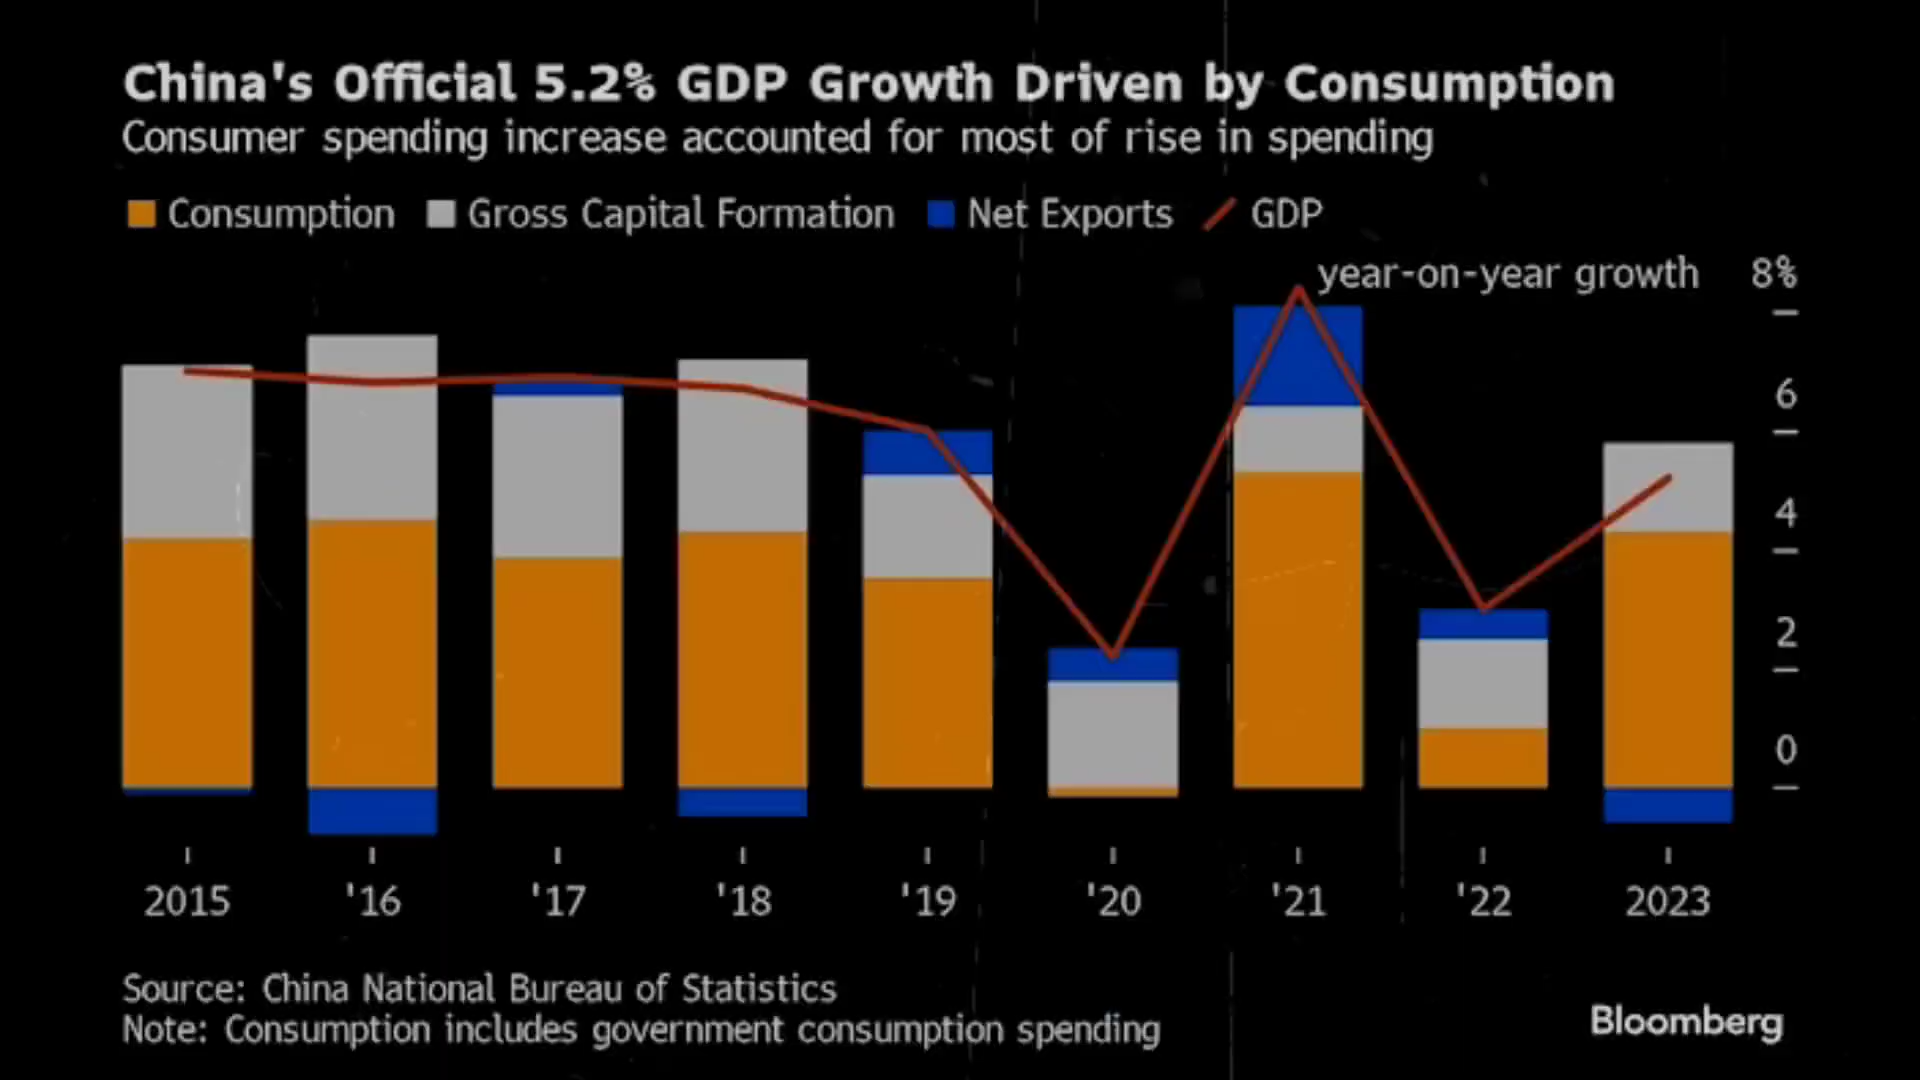 China's Official 5.2% GDP Growth Driven by Consumption
Consumer spending increase accounted for most of rise in spending
Consumption Gross Capital Formation Net Exports GDP
year-on-year growth 8%
6
4
2
0
2015 '16 '17 '18 '19 '20 '21 '22 2023
Source: China National Bureau of Statistics
Note: Consumption includes government consumption spending
Bloomberg